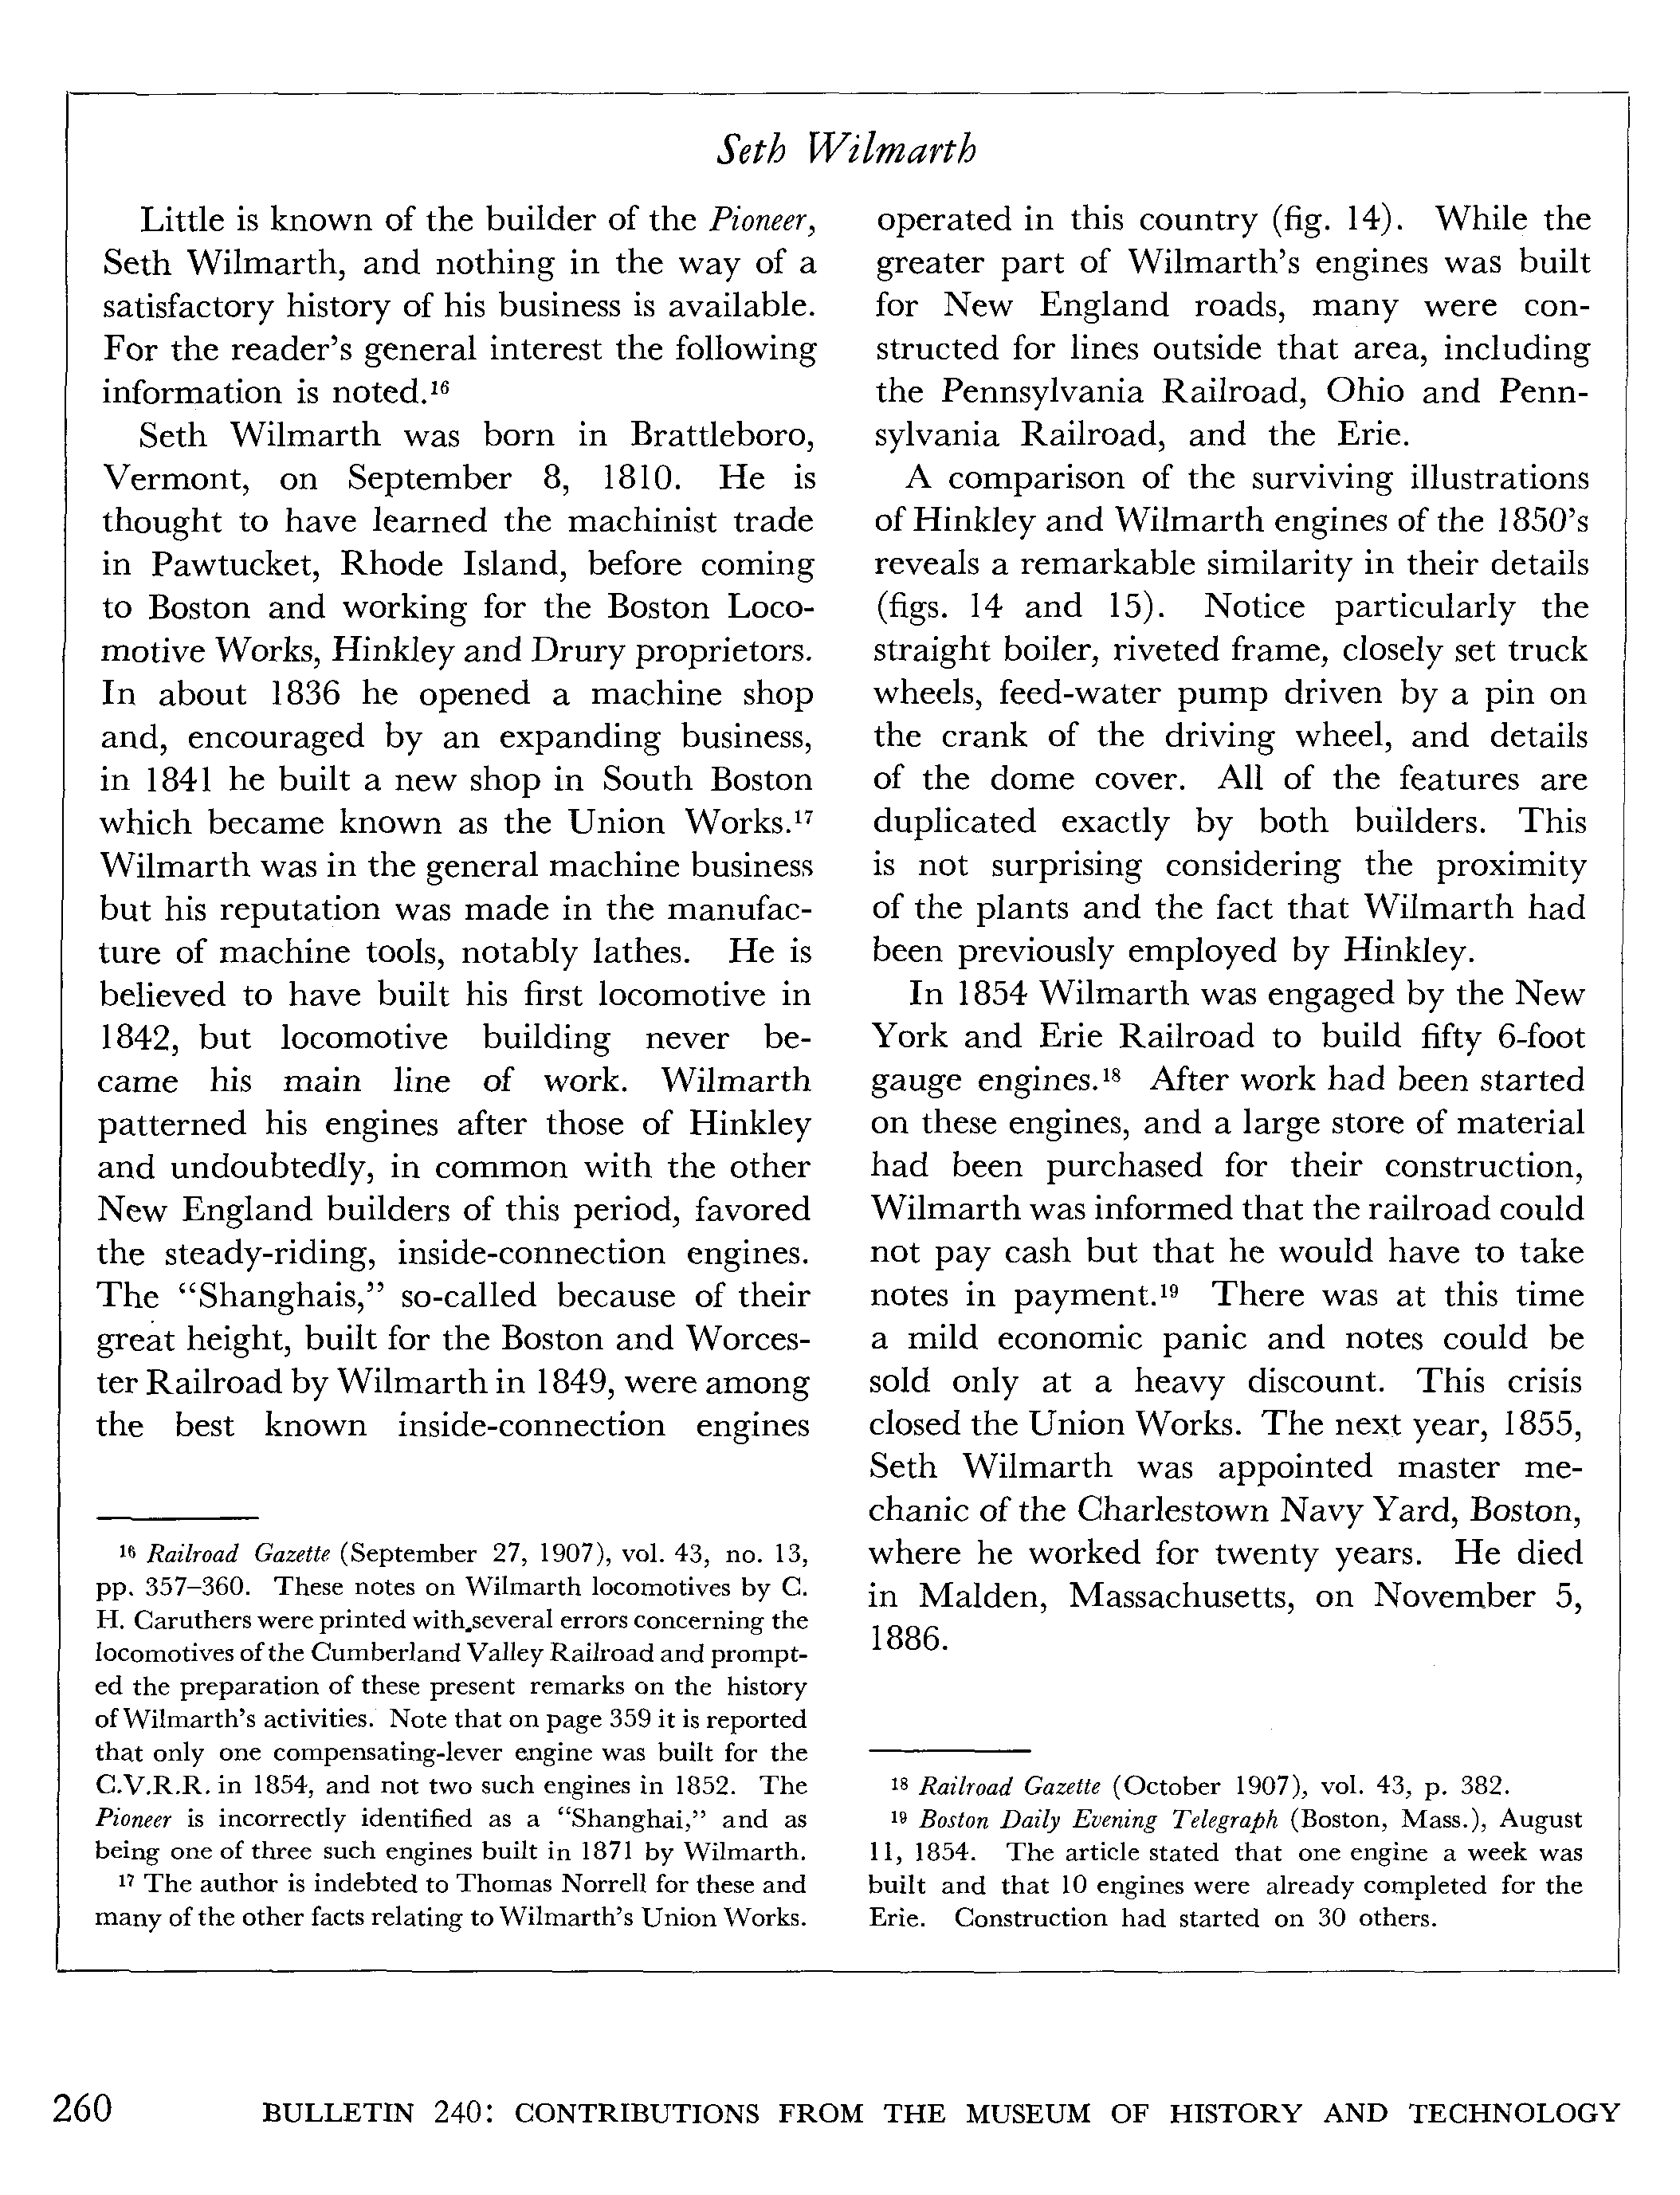 Seth Wilmarth
Little is known of the builder of the Pioneer,
Seth Wilmarth, and nothing in the way of a
satisfactory history of his business is available.
For the reader's general interest the following
information is noted.¹⁶
Seth Wilmarth was born in Brattleboro,
Vermont, on September 8, 1810. He is
thought to have learned the machinist trade
in Pawtucket, Rhode Island, before coming
to Boston and working for the Boston Loco-
motive Works, Hinkley and Drury proprietors.
In about 1836 he opened a machine shop
and, encouraged by an expanding business,
in 1841 he built a new shop in South Boston
which became known as the Union Works.¹⁷
Wilmarth was in the general machine business
but his reputation was made in the manufac-
ture of machine tools, notably lathes. He is
believed to have built his first locomotive in
1842, but locomotive building never be-
came his main line of work. Wilmarth
patterned his engines after those of Hinkley
and undoubtedly, in common with the other
New England builders of this period, favored
the steady-riding, inside-connection engines.
The “Shanghais,” so-called because of their
great height, built for the Boston and Worces-
ter Railroad by Wilmarth in 1849, were among
the best known inside-connection engines
¹⁶ Railroad Gazette (September 27, 1907), vol. 43, no. 13,
pp. 357–360. These notes on Wilmarth locomotives by C.
H. Caruthers were printed with several errors concerning the
locomotives of the Cumberland Valley Railroad and prompt-
ed the preparation of these present remarks on the history
of Wilmarth's activities. Note that on page 359 it is reported
that only one compensating-lever engine was built for the
C.V.R.R. in 1854, and not two such engines in 1852. The
Pioneer is incorrectly identified as a “Shanghai,” and as
being one of three such engines built in 1871 by Wilmarth.
¹⁷ The author is indebted to Thomas Norrell for these and
many of the other facts relating to Wilmarth's Union Works.
operated in this country (fig. 14). While the
greater part of Wilmarth's engines was built
for New England roads, many were con-
structed for lines outside that area, including
the Pennsylvania Railroad, Ohio and Penn-
sylvania Railroad, and the Erie.
A comparison of the surviving illustrations
of Hinkley and Wilmarth engines of the 1850's
reveals a remarkable similarity in their details
(figs. 14 and 15). Notice particularly the
straight boiler, riveted frame, closely set truck
wheels, feed-water pump driven by a pin on
the crank of the driving wheel, and details
of the dome cover. All of the features are
duplicated exactly by both builders. This
is not surprising considering the proximity
of the plants and the fact that Wilmarth had
been previously employed by Hinkley.
In 1854 Wilmarth was engaged by the New
York and Erie Railroad to build fifty 6-foot
gauge engines.¹⁸ After work had been started
on these engines, and a large store of material
had been purchased for their construction,
Wilmarth was informed that the railroad could
not pay cash but that he would have to take
notes in payment.¹⁹ There was at this time
a mild economic panic and notes could be
sold only at a heavy discount. This crisis
closed the Union Works. The next year, 1855,
Seth Wilmarth was appointed master me-
chanic of the Charlestown Navy Yard, Boston,
where he worked for twenty years. He died
in Malden, Massachusetts, on November 5,
1886.
¹⁸ Railroad Gazette (October 1907), vol. 43, p. 382.
¹⁹ Boston Daily Evening Telegraph (Boston, Mass.), August
11, 1854. The article stated that one engine a week was
built and that 10 engines were already completed for the
Erie. Construction had started on 30 others.
260 BULLETIN 240: CONTRIBUTIONS FROM THE MUSEUM OF HISTORY AND TECHNOLOGY